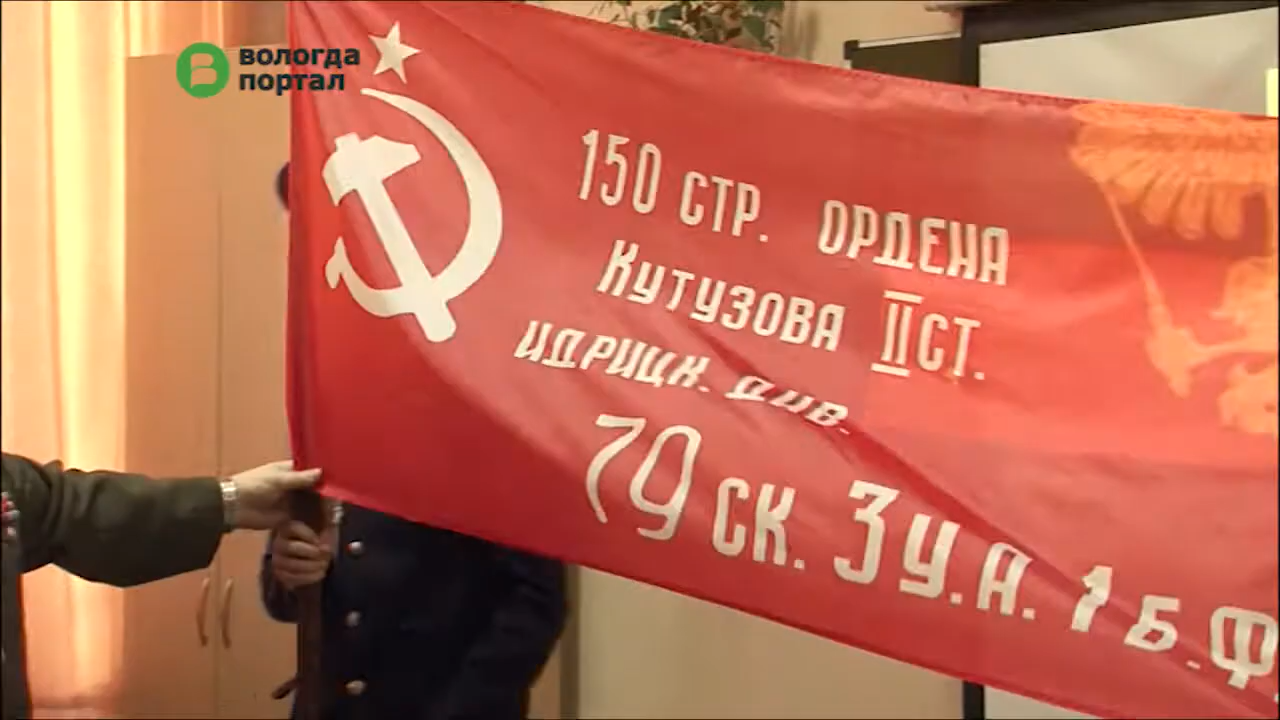 вологда
портал
150 СТР. ОРДЕНА
КУТУЗОВА II СТ.
ИДРИЦК. ДИВ.
79 СК. 3 У.А. 1 Б.Ф.